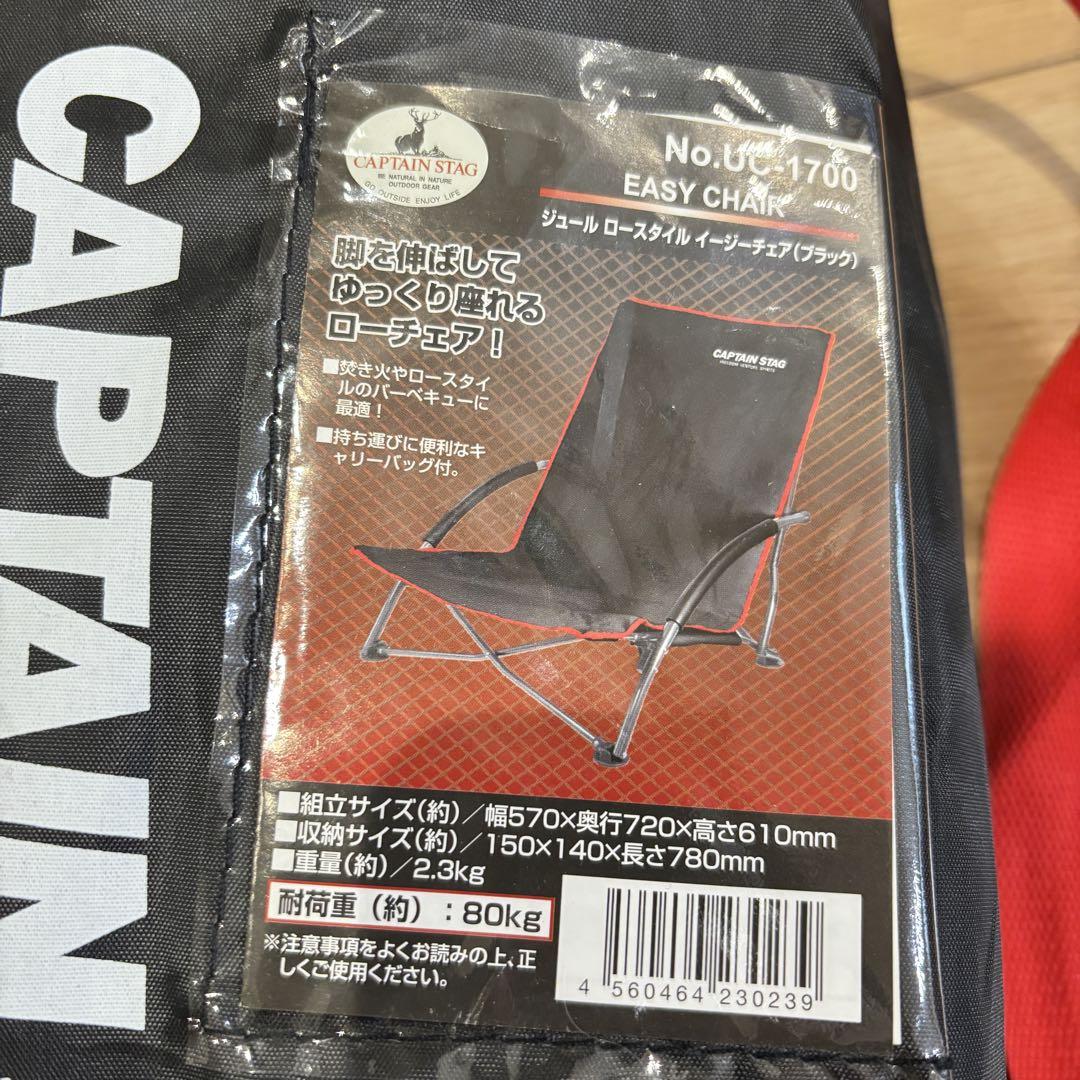 CAPTAIN
CAPTAIN STAG
BE NATURAL IN NATURE
OUTDOOR GEAR
GO OUTSIDE ENJOY LIFE
No.UC-1700
EASY CHAIR
ジュール ロースタイル イージーチェア(ブラック)
脚を伸ばして
ゆっくり座れる
ローチェア!
■焚き火やロースタイ
ルのバーベキューに
最適!
■持ち運びに便利なキ
ャリーバッグ付。
CAPTAIN STAG
■組立サイズ(約)/幅570×奥行720×高さ610mm
■収納サイズ(約)/150×140×長さ780mm
■重量(約)/2.3kg
耐荷重(約):80kg
※注意事項をよくお読みの上、正
しくご使用ください。
4 560464 230239